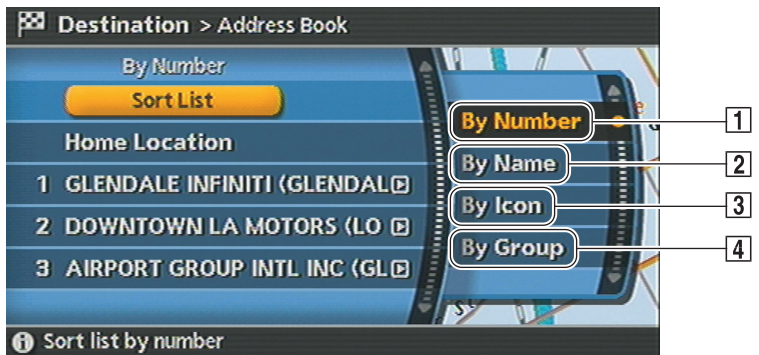 Destination > Address Book
By Number
Sort List
Home Location
1 GLENDALE INFINITI (GLENDAL
2 DOWNTOWN LA MOTORS (LO
3 AIRPORT GROUP INTL INC (GL
By Number 1
By Name 2
By Icon 3
By Group 4
Sort list by number